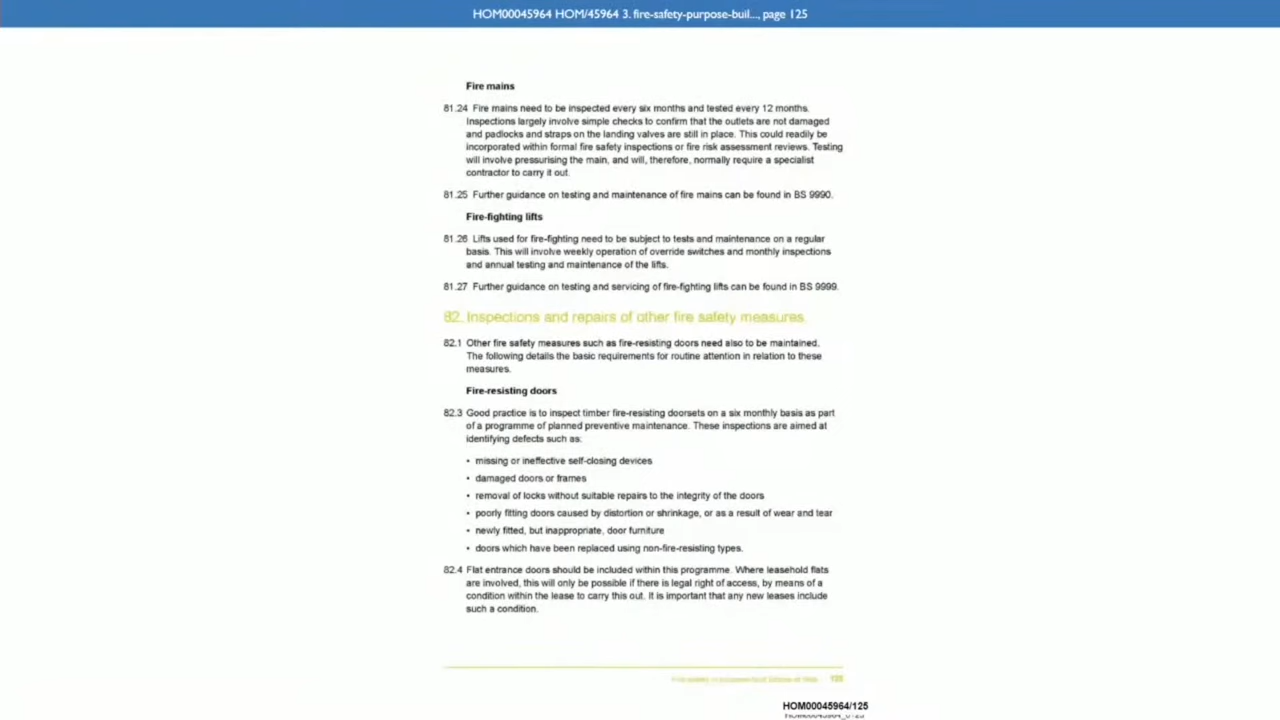 HOM00045964 HOM/45964 3. fire-safety-purpose-buil..., page 125
Fire mains
81.24 Fire mains need to be inspected every six months and tested every 12 months.
Inspections largely involve simple checks to confirm that the outlets are not damaged
and padlocks and straps on the landing valves are still in place. This could readily be
incorporated within formal fire safety inspections or fire risk assessment reviews. Testing
will involve pressurising the main, and will, therefore, normally require a specialist
contractor to carry it out.
81.25 Further guidance on testing and maintenance of fire mains can be found in BS 9990.
Fire-fighting lifts
81.26 Lifts used for fire-fighting need to be subject to tests and maintenance on a regular
basis. This will involve weekly operation of override switches and monthly inspections
and annual testing and maintenance of the lifts.
81.27 Further guidance on testing and servicing of fire-fighting lifts can be found in BS 9999.
82. Inspections and repairs of other fire safety measures.
82.1 Other fire safety measures such as fire-resisting doors need also to be maintained.
The following details the basic requirements for routine attention in relation to these
measures.
Fire-resisting doors
82.3 Good practice is to inspect timber fire-resisting doorsets on a six monthly basis as part
of a programme of planned preventive maintenance. These inspections are aimed at
identifying defects such as:
• missing or ineffective self-closing devices
• damaged doors or frames
• removal of locks without suitable repairs to the integrity of the doors
• poorly fitting doors caused by distortion or shrinkage, or as a result of wear and tear
• newly fitted, but inappropriate, door furniture
• doors which have been replaced using non-fire-resisting types.
82.4 Flat entrance doors should be included within this programme. Where leasehold flats
are involved, this will only be possible if there is legal right of access, by means of a
condition within the lease to carry this out. It is important that any new leases include
such a condition.
125
HOM00045964/125